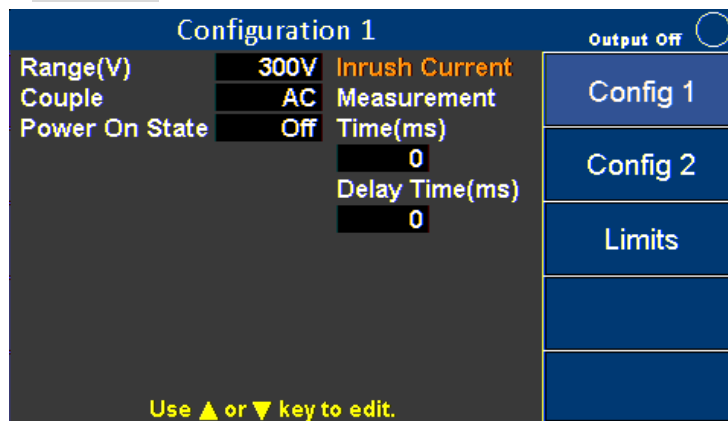 Configuration 1
Output Off
Range(V) 300V
Couple AC
Power On State Off
Inrush Current
Measurement
Time(ms)
0
Delay Time(ms)
0
Config 1
Config 2
Limits
Use ▲ or ▼ key to edit.